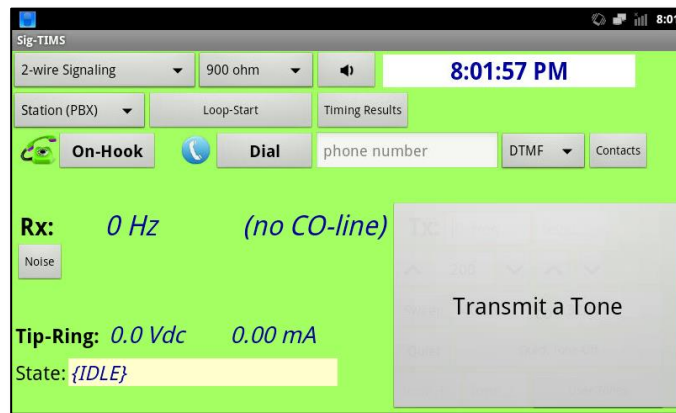 8:01
Sig-TIMS
2-wire Signaling 900 ohm 8:01:57 PM
Station (PBX) Loop-Start Timing Results
On-Hook Dial phone number DTMF Contacts
Rx: 0 Hz (no CO-line) Tx:
Noise
200
Transmit a Tone
Tip-Ring: 0.0 Vdc 0.00 mA
State: {IDLE}